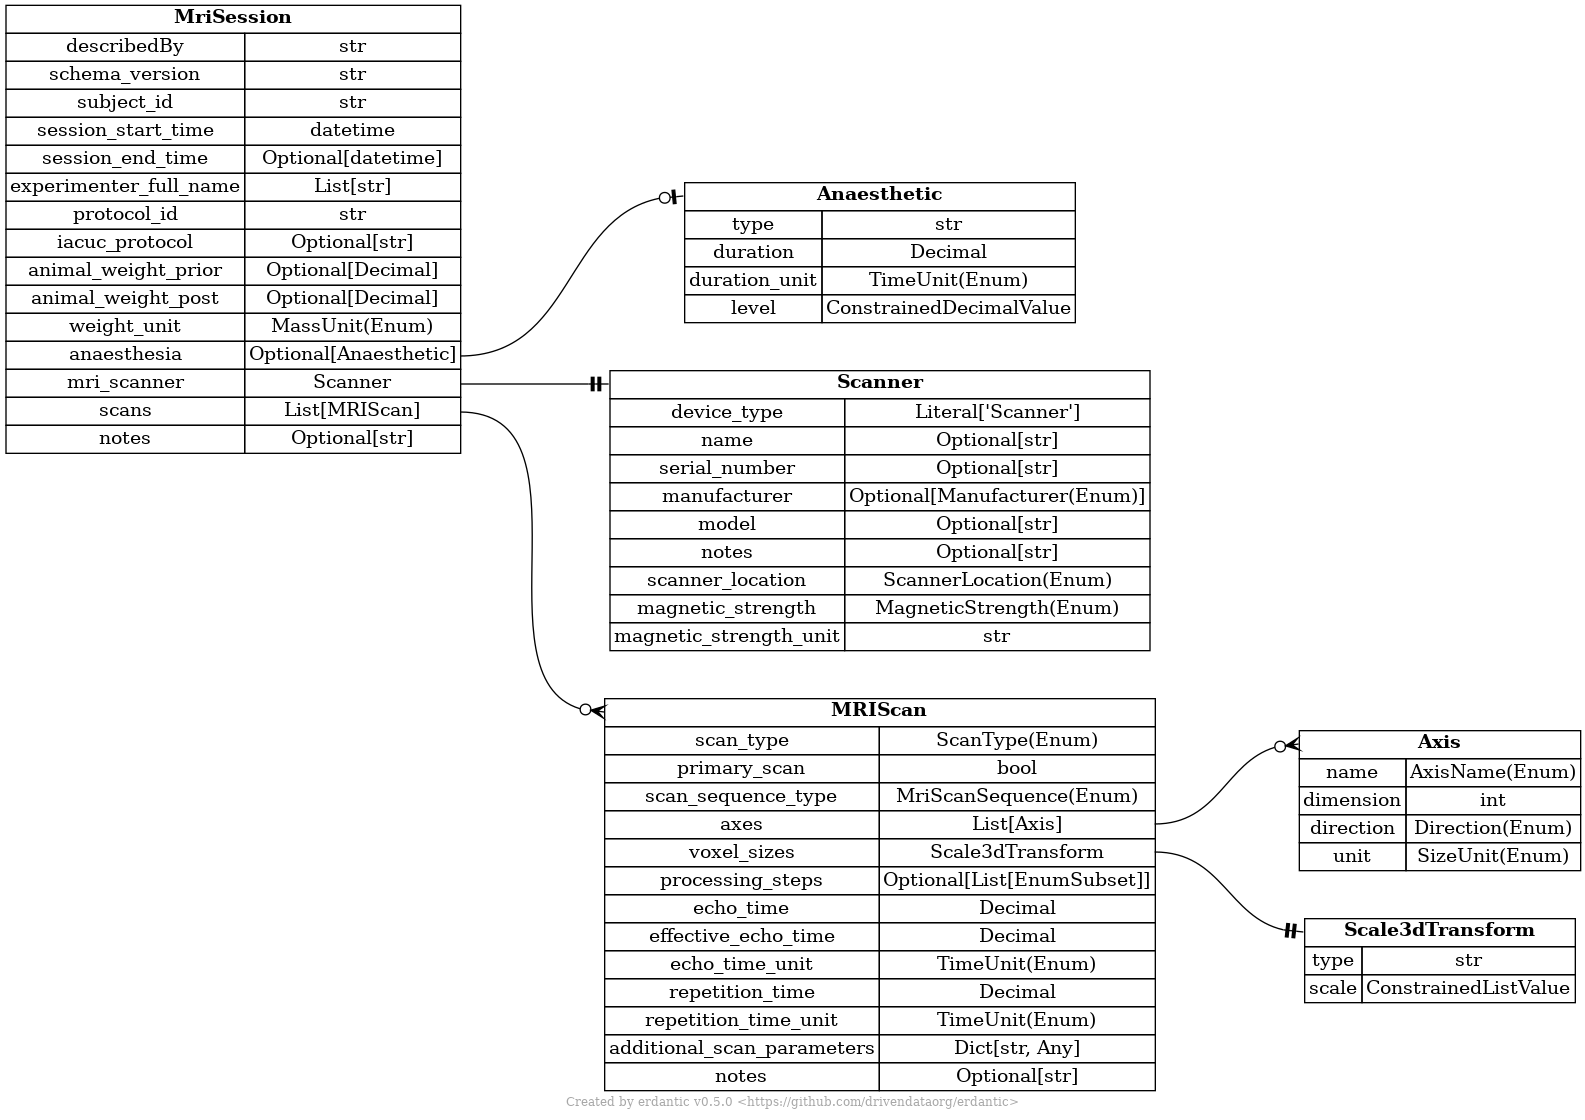 MriSession
describedBy str
schema_version str
subject_id str
session_start_time datetime
session_end_time Optional[datetime]
experimenter_full_name List[str]
protocol_id str
iacuc_protocol Optional[str]
animal_weight_prior Optional[Decimal]
animal_weight_post Optional[Decimal]
weight_unit MassUnit(Enum)
anaesthesia Optional[Anaesthetic]
mri_scanner Scanner
scans List[MRIScan]
notes Optional[str]
Anaesthetic
type str
duration Decimal
duration_unit TimeUnit(Enum)
level ConstrainedDecimalValue
Scanner
device_type Literal['Scanner']
name Optional[str]
serial_number Optional[str]
manufacturer Optional[Manufacturer(Enum)]
model Optional[str]
notes Optional[str]
scanner_location ScannerLocation(Enum)
magnetic_strength MagneticStrength(Enum)
magnetic_strength_unit str
MRIScan
scan_type ScanType(Enum)
primary_scan bool
scan_sequence_type MriScanSequence(Enum)
axes List[Axis]
voxel_sizes Scale3dTransform
processing_steps Optional[List[EnumSubset]]
echo_time Decimal
effective_echo_time Decimal
echo_time_unit TimeUnit(Enum)
repetition_time Decimal
repetition_time_unit TimeUnit(Enum)
additional_scan_parameters Dict[str, Any]
notes Optional[str]
Axis
name AxisName(Enum)
dimension int
direction Direction(Enum)
unit SizeUnit(Enum)
Scale3dTransform
type str
scale ConstrainedListValue
Created by erdantic v0.5.0 <https://github.com/drivendataorg/erdantic>